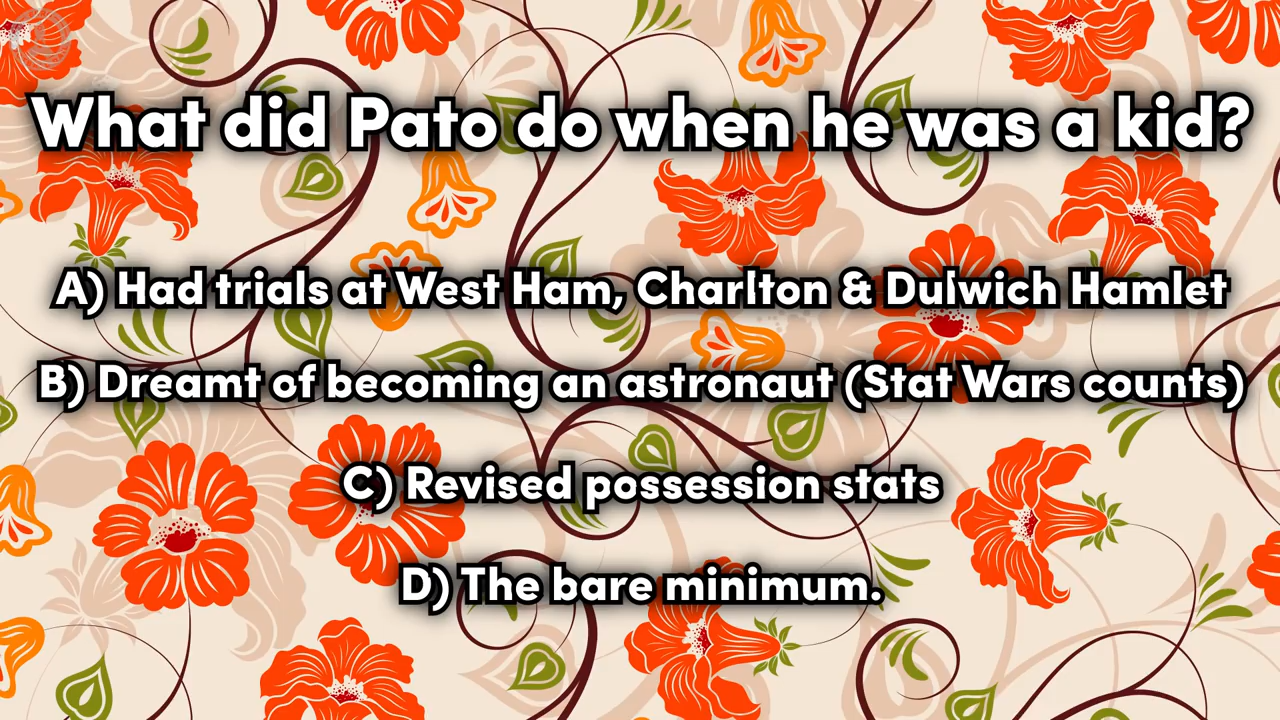 What did Pato do when he was a kid?
A) Had trials at West Ham, Charlton & Dulwich Hamlet
B) Dreamt of becoming an astronaut (Stat Wars counts)
C) Revised possession stats
D) The bare minimum.